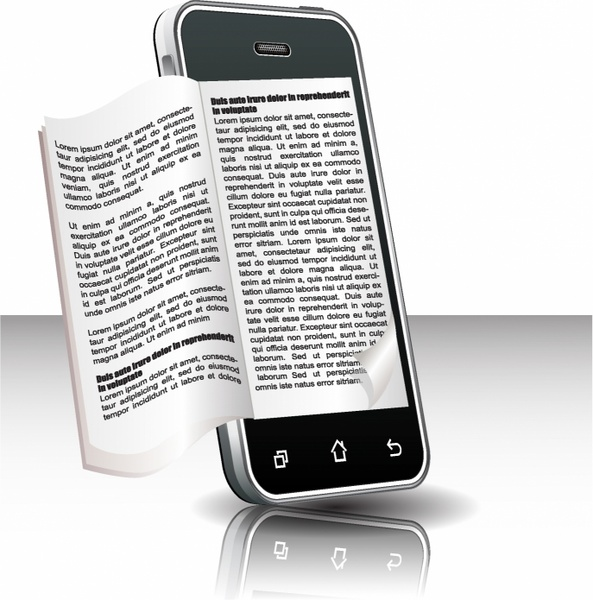 Lorem ipsum dolor sit amet, consecte-
taur adipisicing elit, sed do eiusmod
tempor incididunt ut labore et dolore
magna aliqua. Ut enim ad minim
veniam, quis nostrud exercitation
ullamco laboris nisi ut aliquip ex ea
commodo consequat.
Ut enim ad minim a, quis nostrud
exercitation ullamco laboris nisi ut
aliquip ex ea commodo consequat.
Duis aute irure dolor in reprehenderit
in voluptate velit esse cillum dolore eu
fugiat nulla pariatur. Excepteur sint
occaecat cupidatat non proident, sunt
in culpa qui officia deserunt mollit anim
id est laborum. Sed ut perspiciatis
unde omnis iste natus error sitriam.
Lorem ipsum dolor sit amet, consecte-
taur adipisicing elit, sed do eiusmod
tempor incididunt ut labore et dolore
magna aliqua. Ut enim ad minim
Duis aute irure dolor in reprehenderit
in voluptate
Lorem ipsum dolor sit amet, consecte-
taur adipisicing elit, sed do eiusmod
tempor incididunt ut labore et dolore
Duis aute irure dolor in reprehenderit
in voluptate
Lorem ipsum dolor sit amet, consecte-
taur adipisicing elit, sed do eiusmod
tempor incididunt ut labore et dolore
magna aliqua. Ut enim ad minim a,
quis nostrud exercitation ullamco
laboris nisi ut aliquip ex ea commodo
consequat. Duis aute irure dolor in
reprehenderit in voluptate velit esse
cillum dolore eu fugiat nulla pariatur.
Excepteur sint occaecat cupidatat non
proident, sunt in culpa qui officia dese-
runt mollit anim id est laborum. Sed ut
perspiciatis unde omnis iste natus
error sitriam. Lorem ipsum dolor sit
amet, consectetaur adipisicing elit, sed
do eiusmod tempor incididunt ut labore
et dolore magna aliqua. Ut
tation ullamco laboris nisi ut aliquip ex
ea commodo consequat. Duis aute
irure dolor in reprehenderit in voluptate
velit esse cillum dolore eu fugiat
nulla pariatur. Excepteur sint occaecat
cupidatat non proident, sunt in culpa
qui officia deserunt mollit anim id
est laborum. Sed ut perspiciatis
unde omnis iste natus error sitriam.
laborum. Sed ut
omnis iste natus error sitriam.